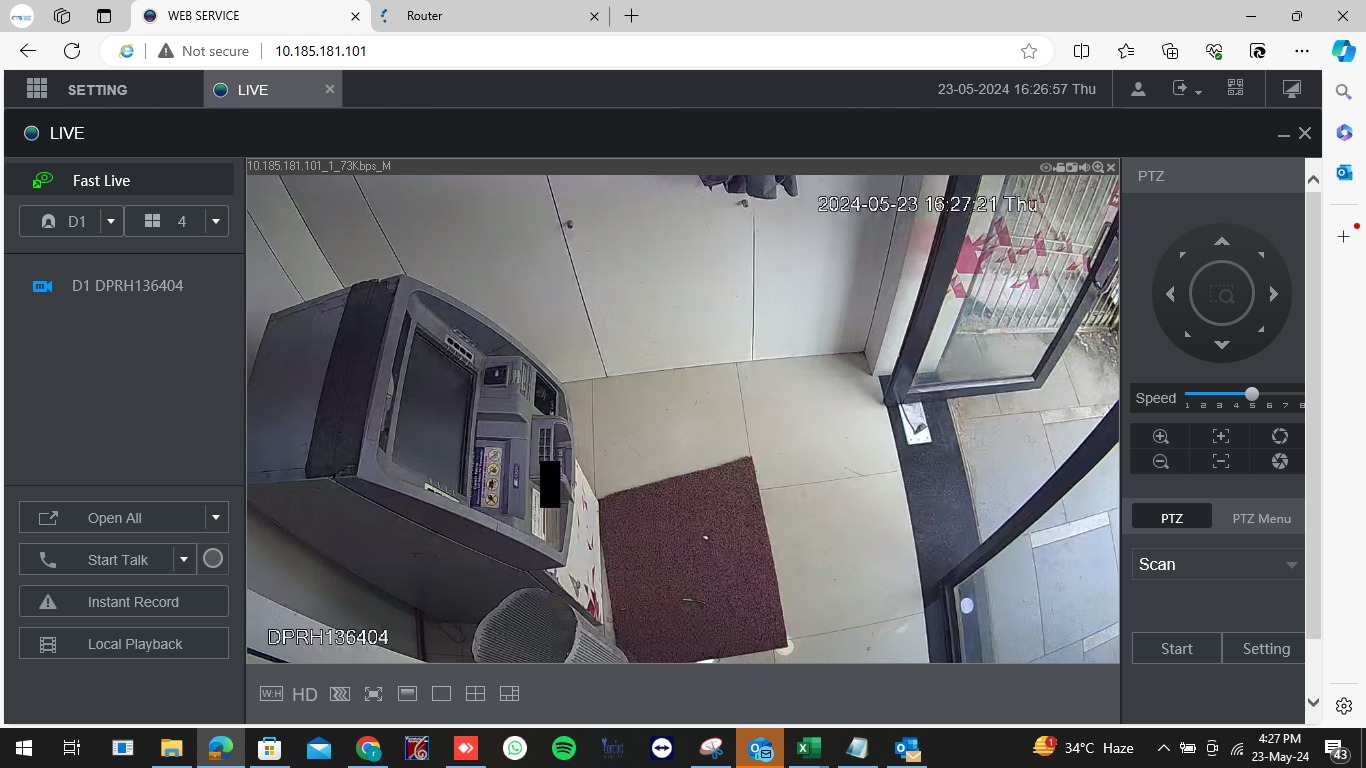 WEB SERVICE
Router
Not secure
10.185.181.101
SETTING
LIVE
23-05-2024 16:26:57 Thu
LIVE
Fast Live
D1
4
D1 DPRH136404
10.185.181.101_1_73Kbps_M
2024-05-23 16:27:21 Thu
DPRH136404
Open All
Start Talk
Instant Record
Local Playback
W:H
HD
PTZ
Speed
1 2 3 4 5 6 7 8
PTZ
PTZ Menu
Scan
Start
Setting
1
34°C Haze
4:27 PM
23-May-24
43